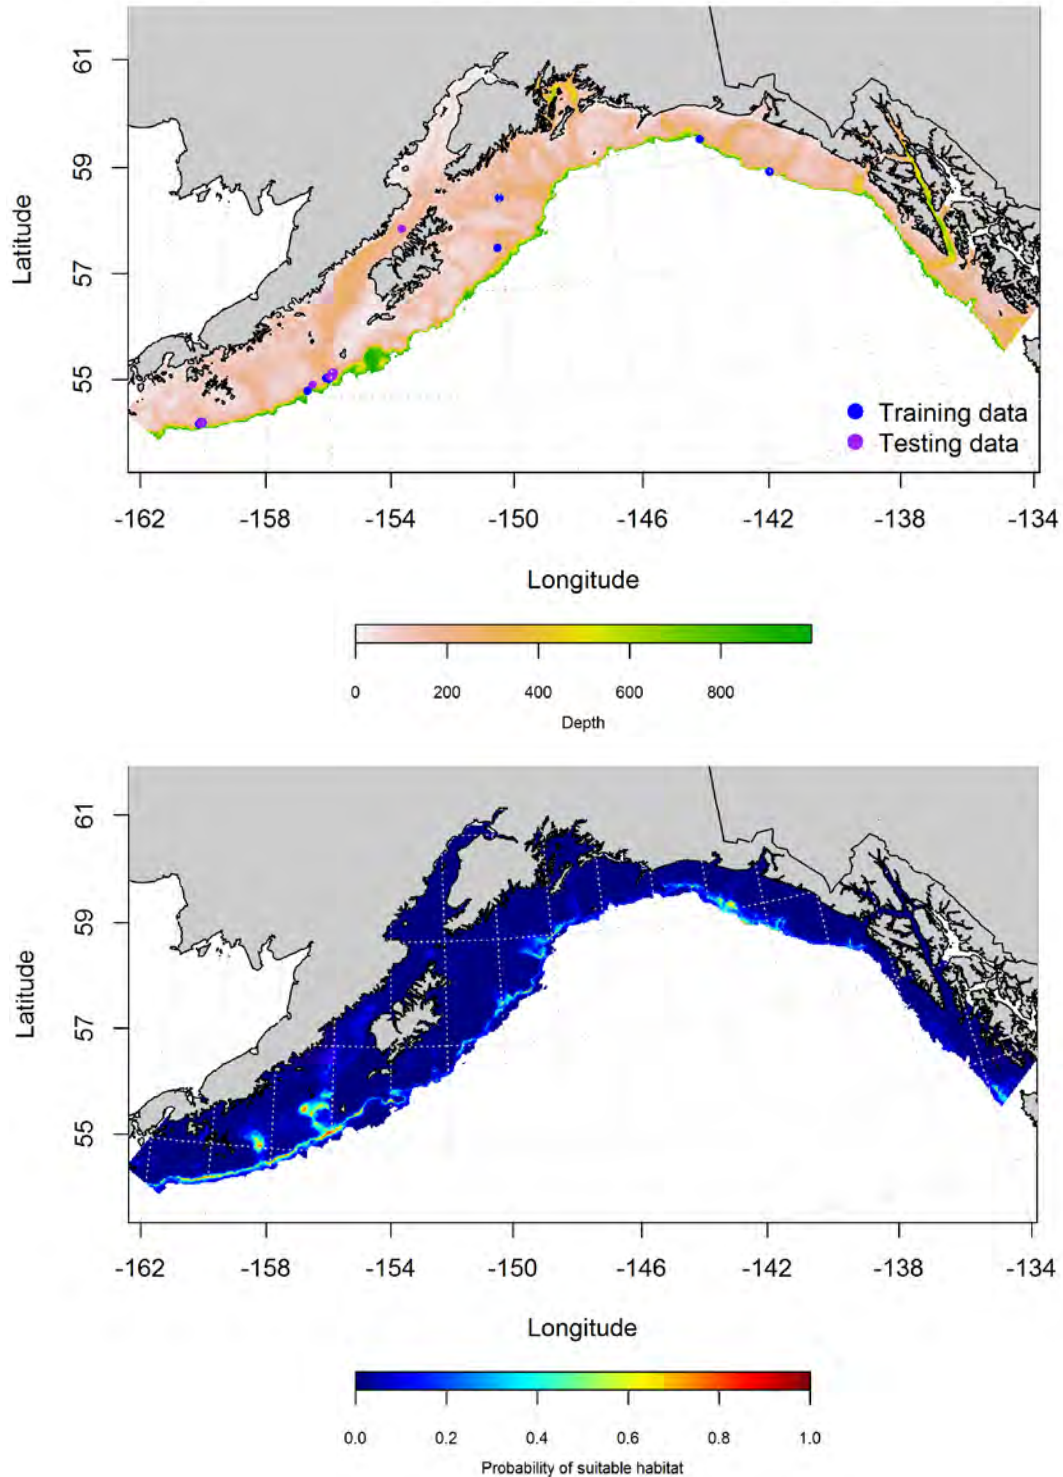 61
59
57
55
Latitude
Training data
Testing data
-162 -158 -154 -150 -146 -142 -138 -134
Longitude
0 200 400 600 800
Depth
61
59
57
55
Latitude
-162 -158 -154 -150 -146 -142 -138 -134
Longitude
0.0 0.2 0.4 0.6 0.8 1.0
Probability of suitable habitat